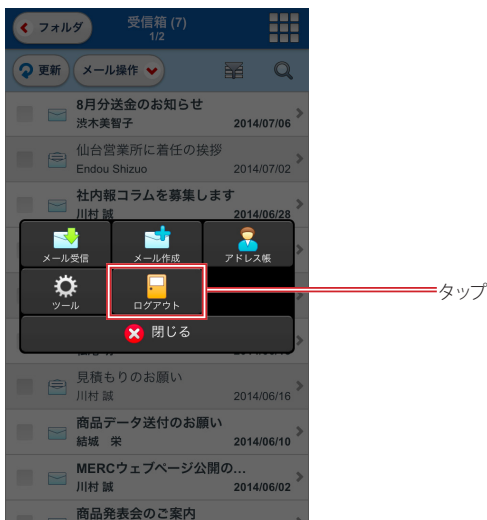 フォルダ
受信箱 (7)
1/2
更新
メール操作
8月分送金のお知らせ
渋木美智子
2014/07/06
仙台営業所に着任の挨拶
Endou Shizuo
2014/07/02
社内報コラムを募集します
川村 誠
2014/06/28
メール受信
メール作成
アドレス帳
ツール
ログアウト
タップ
閉じる
見積もりのお願い
川村 誠
2014/06/16
商品データ送付のお願い
結城　栄
2014/06/10
MERCウェブページ公開の...
川村 誠
2014/06/02
商品発表会のご案内